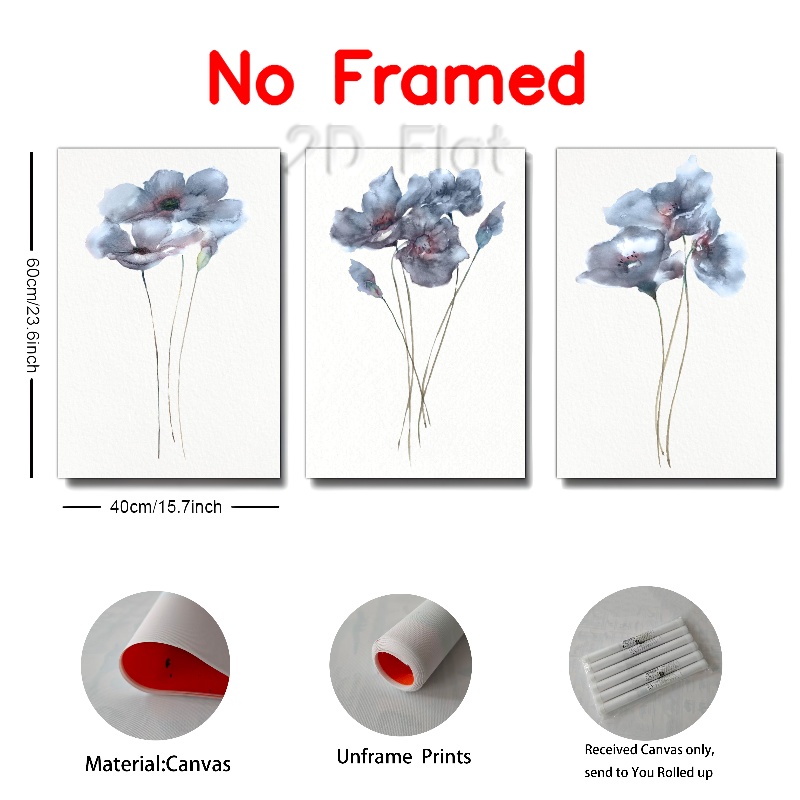 No Framed
2D Flat
60cm/23.6inch
40cm/15.7inch
Material:Canvas
Unframe Prints
Received Canvas only,
send to You Rolled up